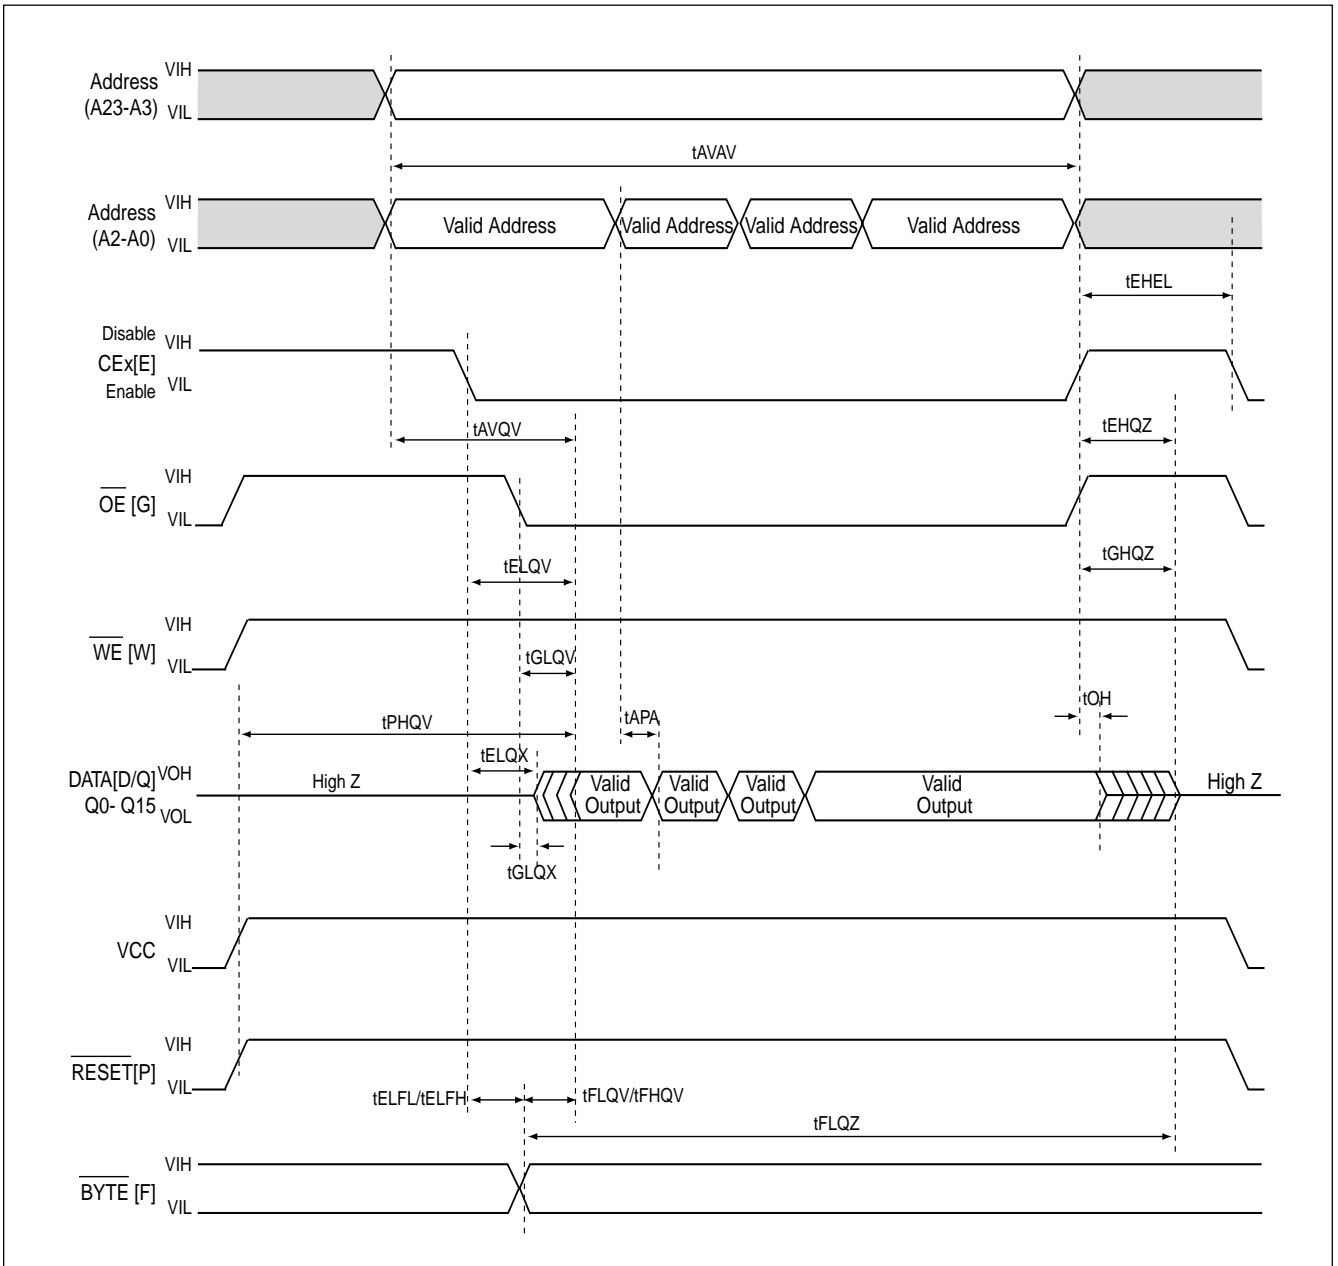 Address VIH
(A23-A3) VIL
tAVAV
Address VIH
(A2-A0) VIL
Valid Address Valid Address Valid Address Valid Address
tEHEL
Disable VIH
CEx[E]
Enable VIL
tAVQV
tEHQZ
VIH
OE [G]
VIL
tELQV
tGHQZ
VIH
WE [W]
VIL
tGLQV
tOH
tPHQV
tAPA
tELQX
DATA[D/Q] VOH
Q0- Q15 VOL
High Z
Valid Valid Valid Valid
Output Output Output Output
High Z
tGLQX
VIH
VCC
VIL
VIH
RESET[P]
VIL
tELFL/tELFH tFLQV/tFHQV
tFLQZ
VIH
BYTE [F]
VIL